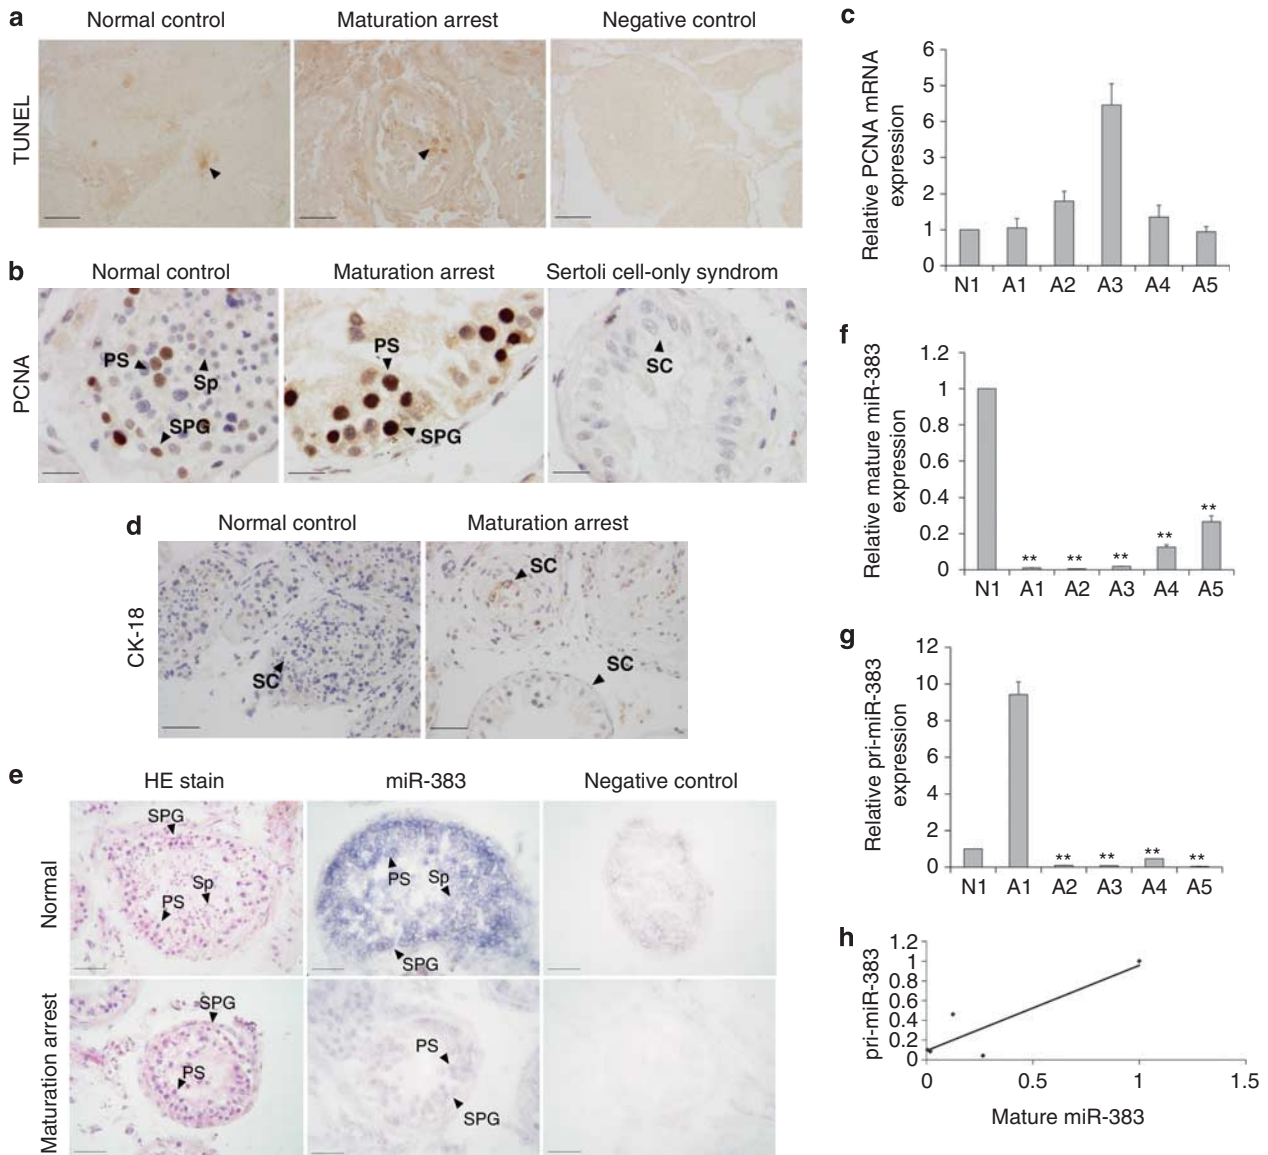 a
Normal control
Maturation arrest
Negative control
TUNEL
b
Normal control
Maturation arrest
Sertoli cell-only syndrom
PCNA
PS
Sp
SPG
PS
SPG
SC
d
Normal control
Maturation arrest
CK-18
SC
SC
SC
e
HE stain
miR-383
Negative control
Normal
SPG
Sp
PS
PS
Sp
SPG
Maturation arrest
SPG
PS
PS
SPG
c
Relative PCNA mRNA
expression
6
5
6
3
2
1
0
N1 A1 A2 A3 A4 A5
f
Relative mature miR-383
expression
1.2
1
0.8
0.6
0.4
0.2
0
** ** ** ** **
N1 A1 A2 A3 A4 A5
g
Relative pri-miR-383
expression
12
10
8
6
4
2
0
** ** ** **
N1 A1 A2 A3 A4 A5
h
pri-miR-383
1.2
1
0.8
0.6
0.4
0.2
0
0 0.5 1 1.5
Mature miR-383